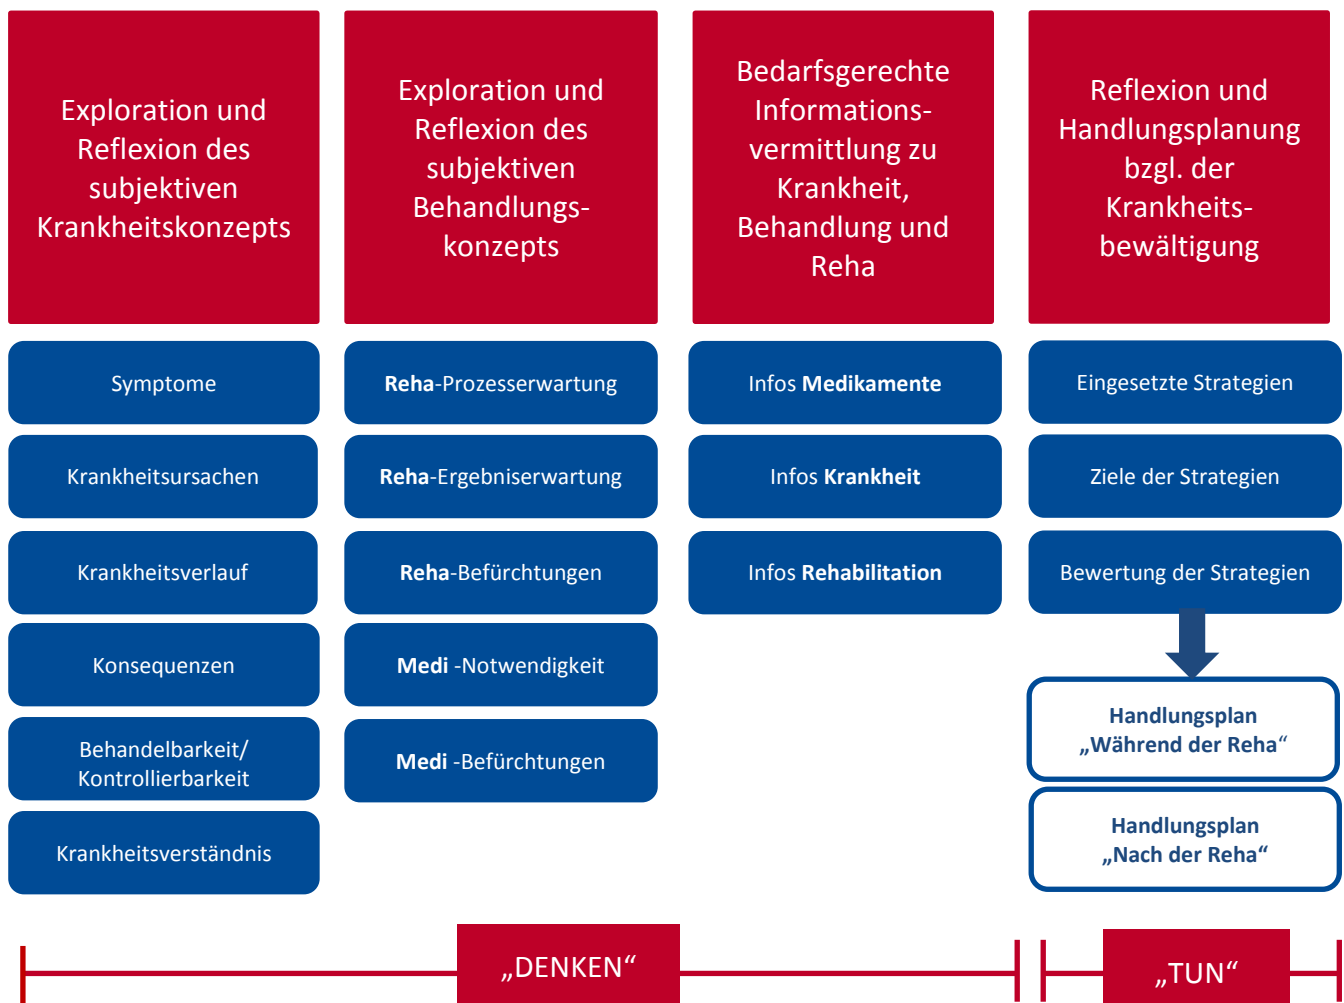 Exploration und
Reflexion des
subjektiven
Krankheitskonzepts
Symptome
Krankheitsursachen
Krankheitsverlauf
Konsequenzen
Behandelbarkeit/
Kontrollierbarkeit
Krankheitsverständnis
Exploration und
Reflexion des
subjektiven
Behandlungs-
konzepts
Reha-Prozesserwartung
Reha-Ergebniserwartung
Reha-Befürchtungen
Medi -Notwendigkeit
Medi -Befürchtungen
Bedarfsgerechte
Informations-
vermittlung zu
Krankheit,
Behandlung und
Reha
Infos Medikamente
Infos Krankheit
Infos Rehabilitation
Reflexion und
Handlungsplanung
bzgl. der
Krankheits-
bewältigung
Eingesetzte Strategien
Ziele der Strategien
Bewertung der Strategien
Handlungsplan
„Während der Reha“
Handlungsplan
„Nach der Reha“
„DENKEN“
„TUN“